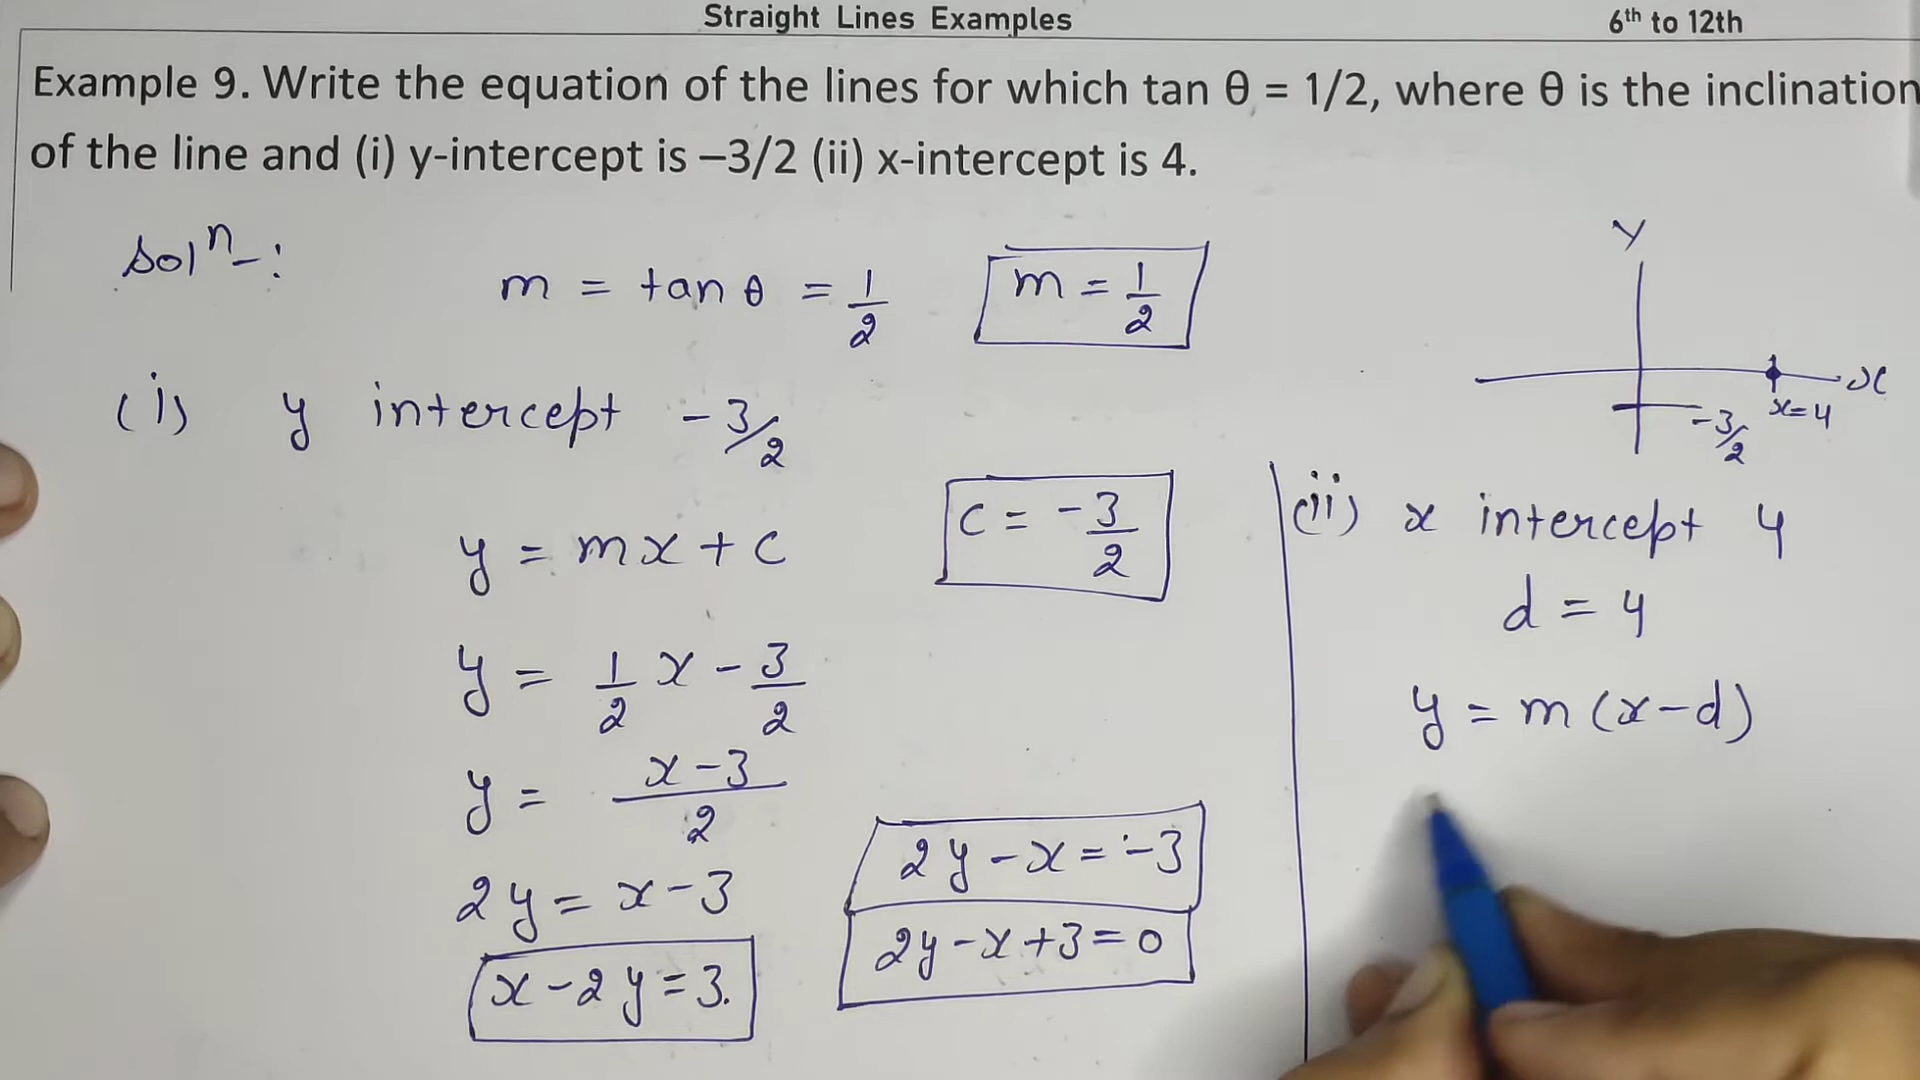 Straight Lines Examples
6th to 12th
Example 9. Write the equation of the lines for which tan θ = 1/2, where θ is the inclination
of the line and (i) y-intercept is –3/2 (ii) x-intercept is 4.
Solⁿ-:
m = tan θ = 1/2
m = 1/2
(i) y intercept -3/2
y = mx + c
c = -3/2
y = 1/2 x - 3/2
y = x-3/2
2y = x-3
x-2y=3.
2y-x=-3
2y-x+3=0
Y
x
x=4
-3/2
(ii) x intercept 4
d = 4
y = m(x-d)